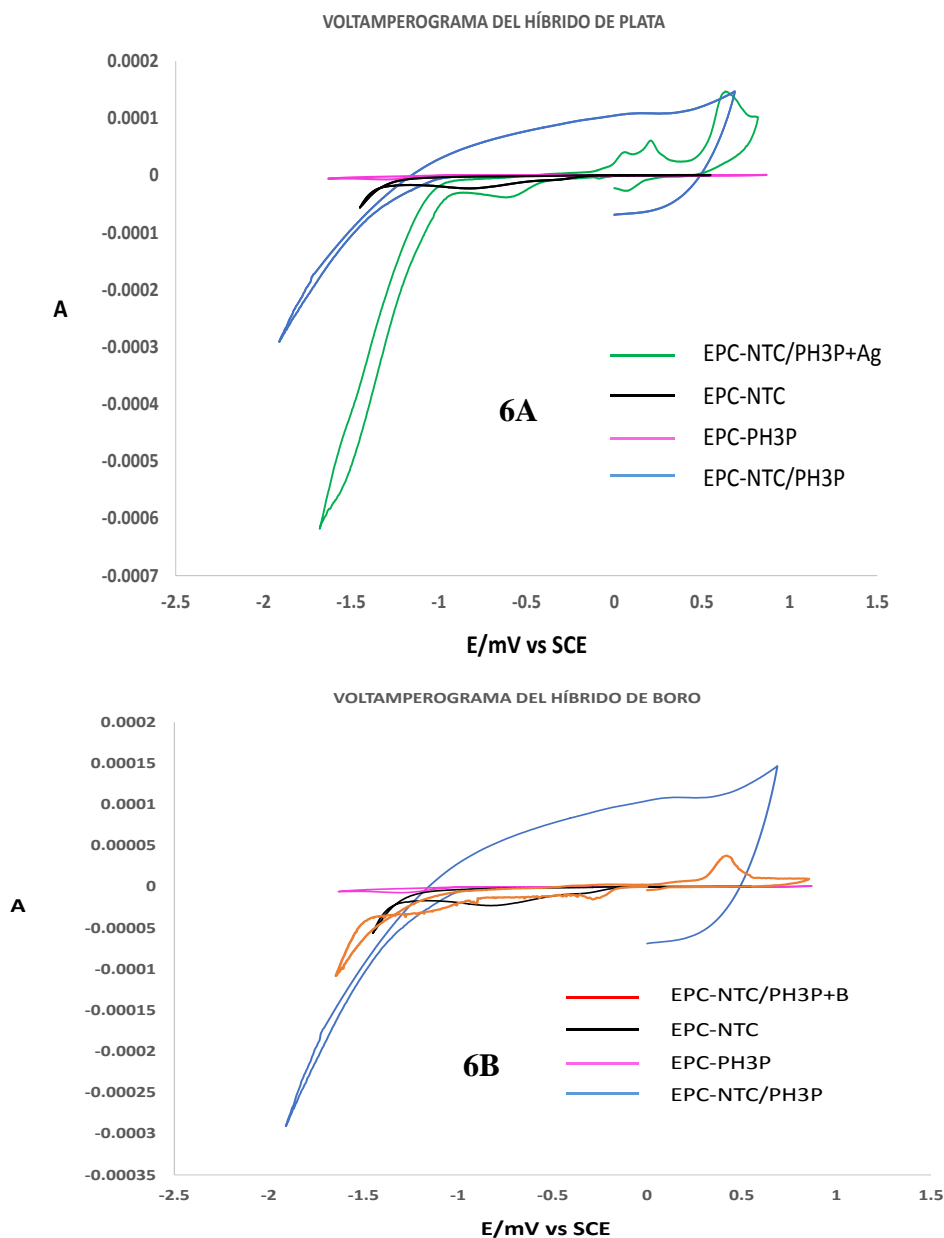 VOLTAMPEROGRAMA DEL HÍBRIDO DE PLATA
0.0002
0.0001
0
-0.0001
-0.0002
A
-0.0003
-0.0004
-0.0005
-0.0006
-0.0007
EPC-NTC/PH3P+Ag
EPC-NTC
6A
EPC-PH3P
EPC-NTC/PH3P
-2.5 -2 -1.5 -1 -0.5 0 0.5 1 1.5
E/mV vs SCE
VOLTAMPEROGRAMA DEL HÍBRIDO DE BORO
0.0002
0.00015
0.0001
0.00005
0
A
-0.00005
-0.0001
-0.00015
-0.0002
-0.00025
-0.0003
-0.00035
EPC-NTC/PH3P+B
EPC-NTC
6B
EPC-PH3P
EPC-NTC/PH3P
-2.5 -2 -1.5 -1 -0.5 0 0.5 1 1.5
E/mV vs SCE